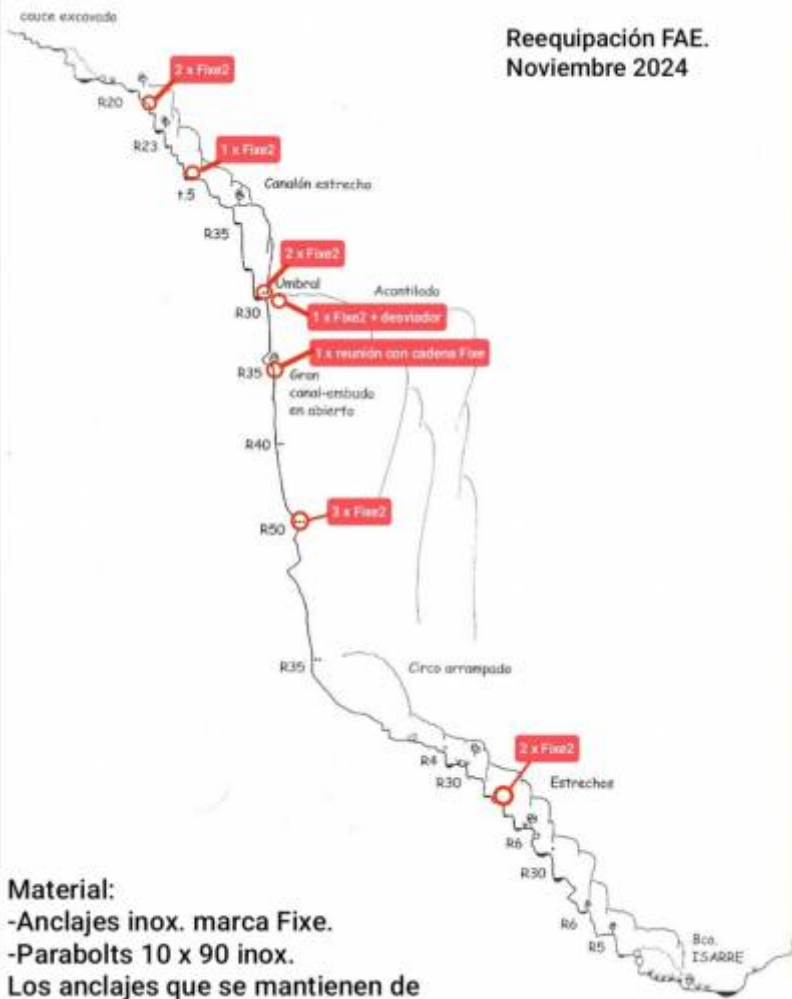 couce excavado
Reequipación FAE.
Noviembre 2024
2 x Fixe2
R20
R23
1 x Fixe2
t.5
Canalón estrecho
R35
2 x Fixe2
Umbral
Acantilado
R30
1 x Fixe2 + desviador
1 x reunión con cadena Fixe
R35
Gran
canal-embudo
en abierto
R40
3 x Fixe2
R50
R35
Circo arrampado
2 x Fixe2
R4
R30
Estrechos
R6
R30
R6
R5
Bco.
ISARRE
Material:
-Anclajes inox. marca Fixe.
-Parabolts 10 x 90 inox.
Los anclajes que se mantienen de